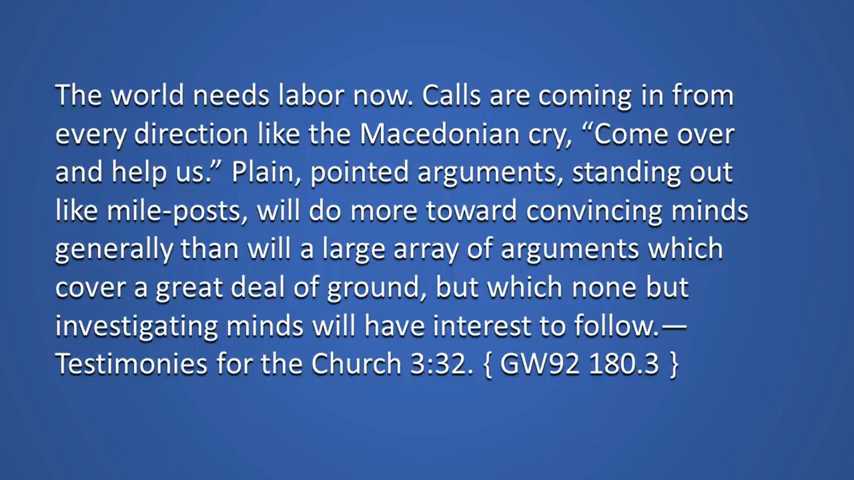 The world needs labor now. Calls are coming in from
every direction like the Macedonian cry, “Come over
and help us.” Plain, pointed arguments, standing out
like mile-posts, will do more toward convincing minds
generally than will a large array of arguments which
cover a great deal of ground, but which none but
investigating minds will have interest to follow.—
Testimonies for the Church 3:32. { GW92 180.3 }